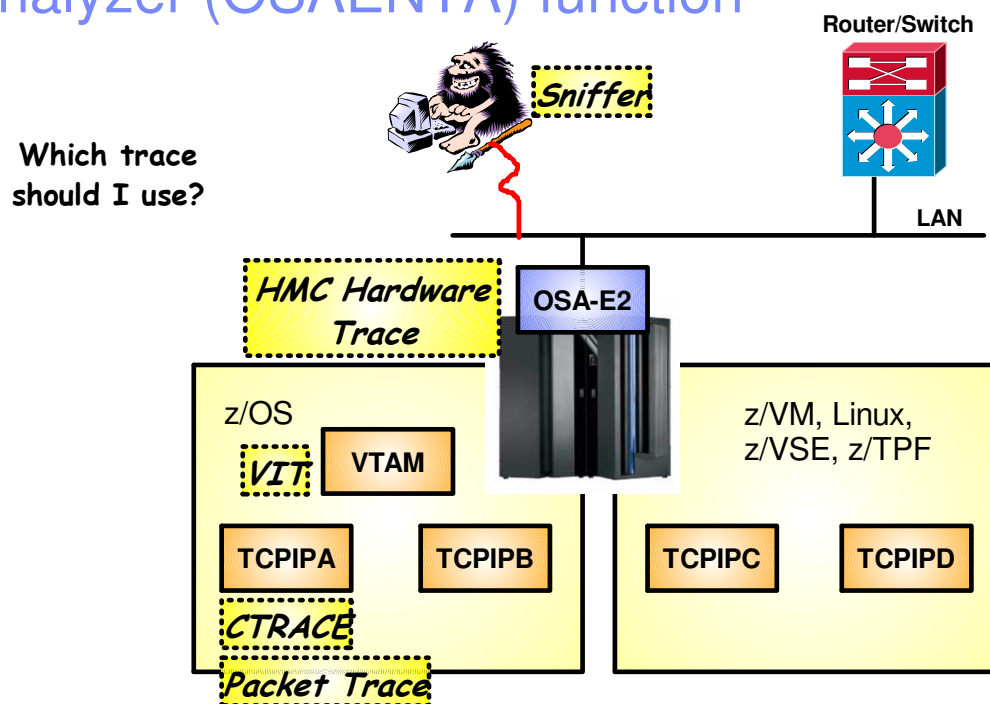 nalyzer (OSAENTA) function
Router/Switch
Sniffer
Which trace
should I use?
LAN
HMC Hardware
Trace
OSA-E2
z/OS
VIT
VTAM
z/VM, Linux,
z/VSE, z/TPF
TCPIPA
TCPIPB
TCPIPC
TCPIPD
CTRACE
Packet Trace